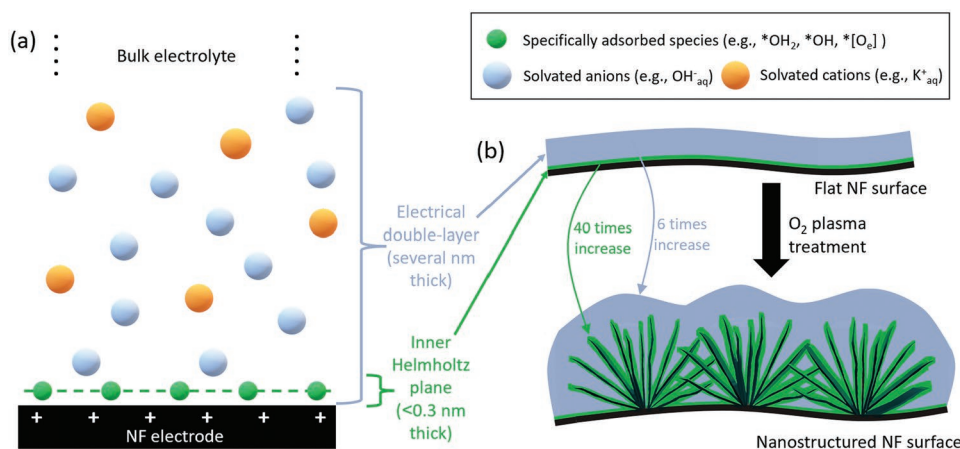 (a)
Bulk electrolyte
Specifically adsorbed species (e.g., *OH₂, *OH, *[Oₑ] )
Solvated anions (e.g., OH⁻aq)
Solvated cations (e.g., K⁺aq)
Electrical
double-layer
(several nm
thick)
Inner
Helmholtz
plane
(<0.3 nm
thick)
+ + + + + +
NF electrode
(b)
Flat NF surface
40 times
increase
6 times
increase
O₂ plasma
treatment
Nanostructured NF surface